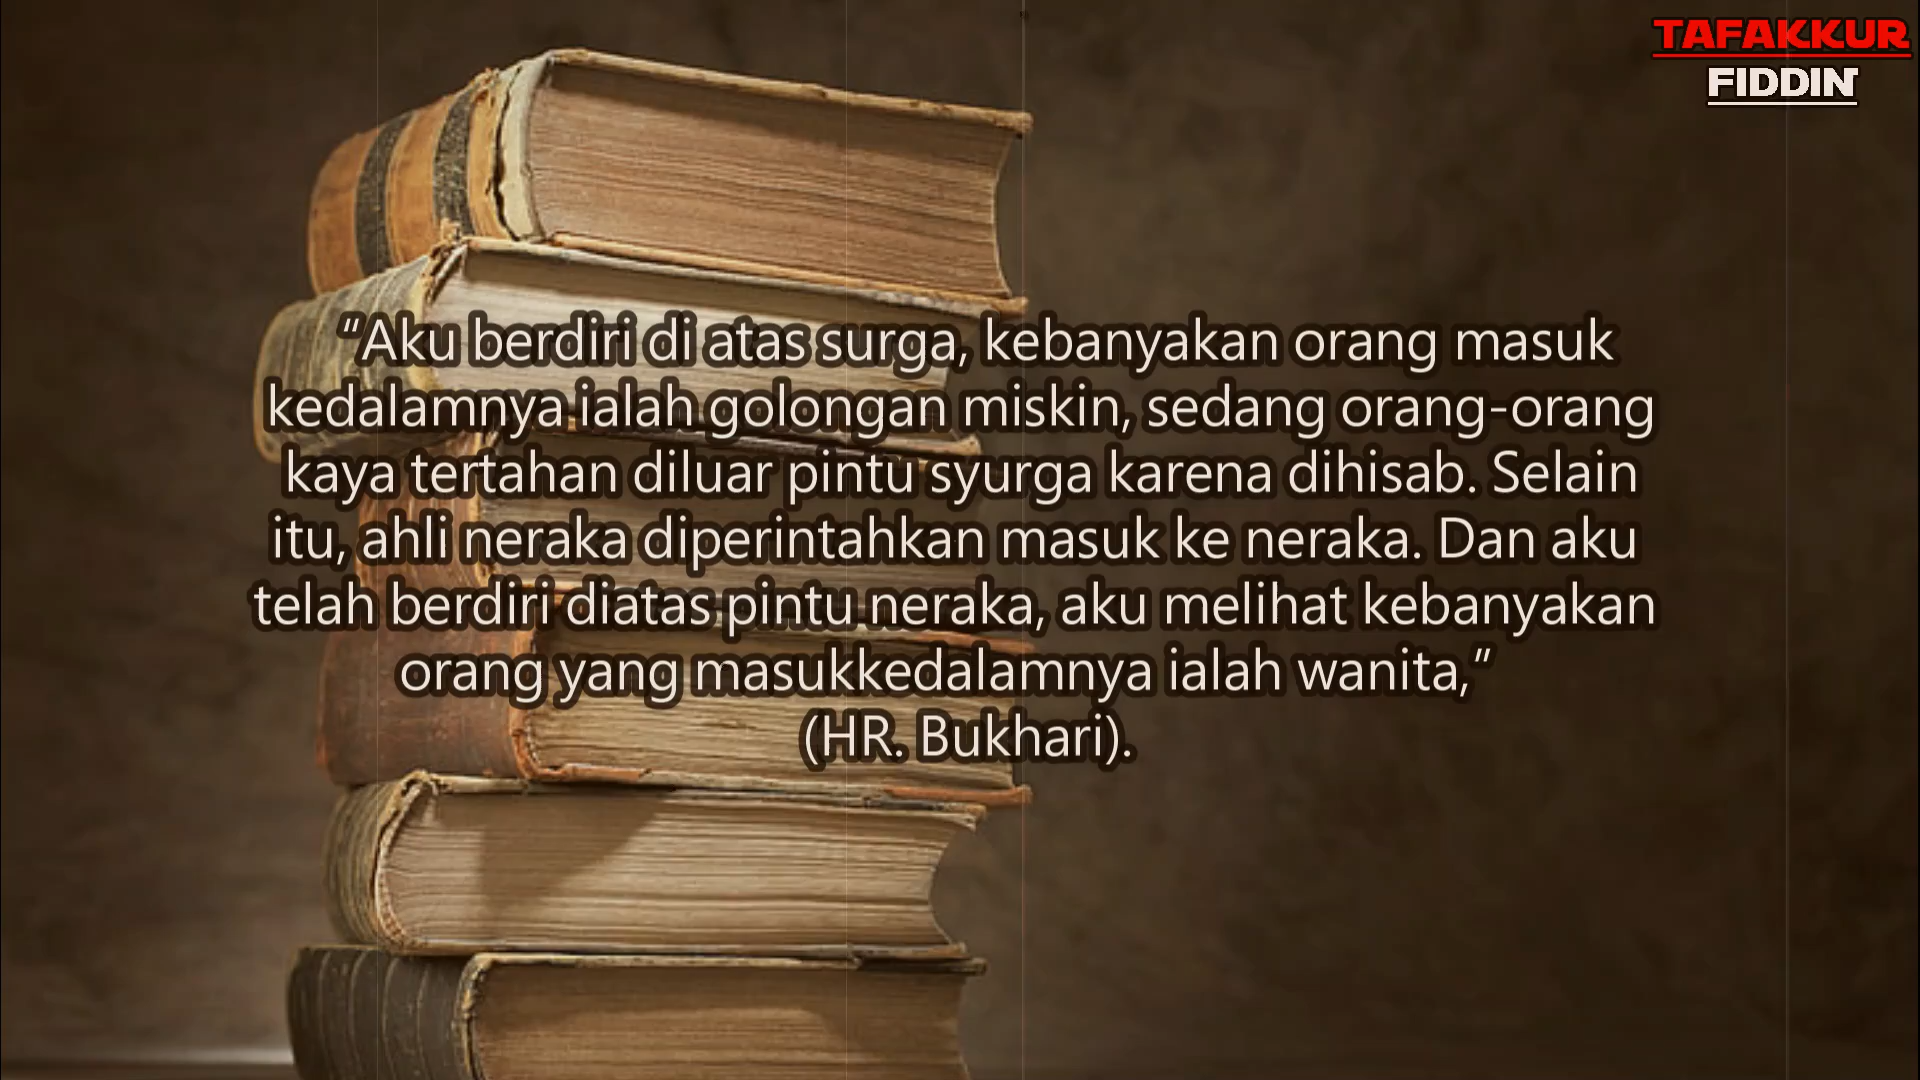 TAFAKKUR
FIDDIN
“Aku berdiri di atas surga, kebanyakan orang masuk
kedalamnya ialah golongan miskin, sedang orang-orang
kaya tertahan diluar pintu syurga karena dihisab. Selain
itu, ahli neraka diperintahkan masuk ke neraka. Dan aku
telah berdiri diatas pintu neraka, aku melihat kebanyakan
orang yang masukkedalamnya ialah wanita,”
(HR. Bukhari).